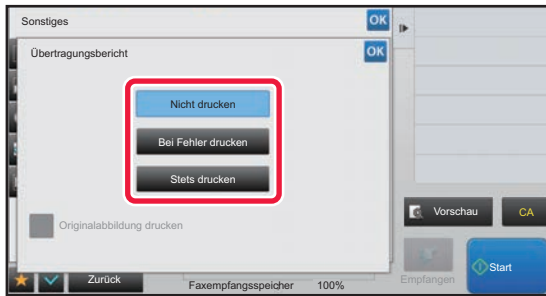 Sonstiges
OK
Übertragungsbericht
OK
Nicht drucken
Bei Fehler drucken
Stets drucken
Originalabbildung drucken
Vorschau
CA
Zurück
Faxempfangsspeicher 100%
Empfangen
Start